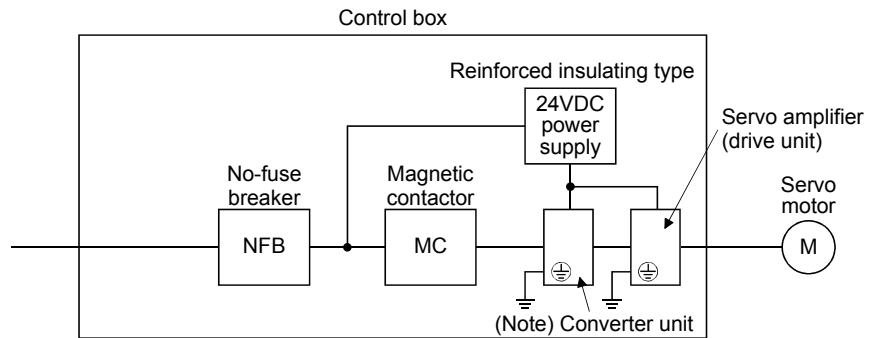 Control box
Reinforced insulating type
24VDC
power
supply
Servo amplifier
(drive unit)
No-fuse
breaker
Magnetic
contactor
Servo
motor
NFB
MC
M
(Note) Converter unit